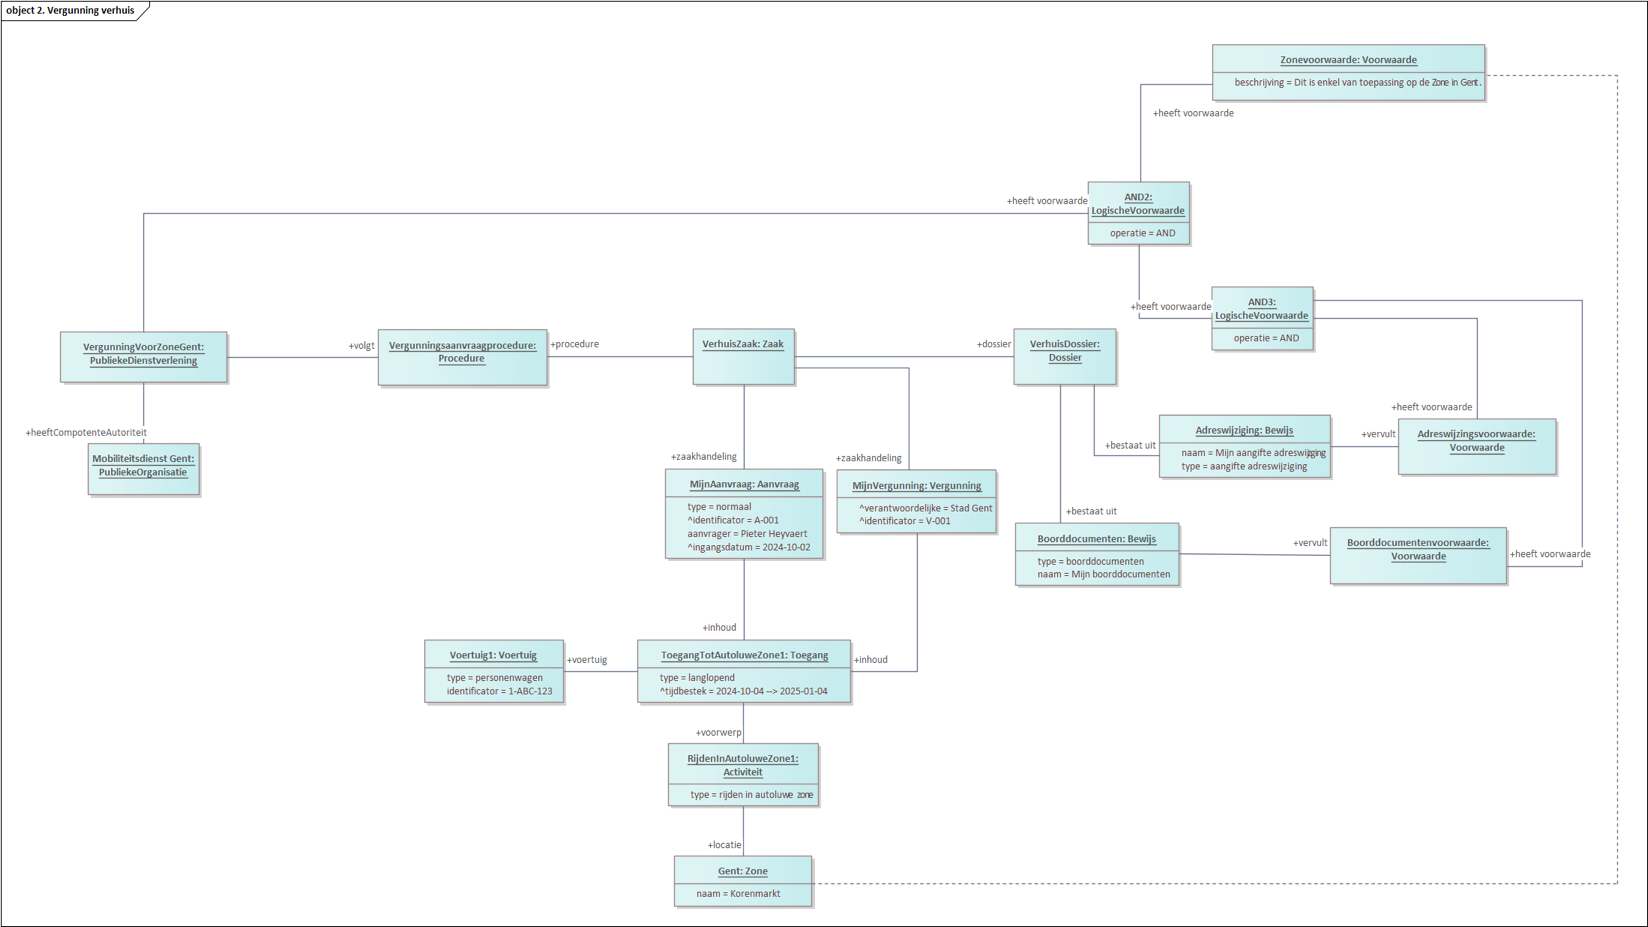 object 2. Vergunning verhuis
Zonevoorwaarde: Voorwaarde
beschrijving = Dit is enkel van toepassing op de Zone in Gent.
+heeft voorwaarde
AND2:
LogischeVoorwaarde
operatie = AND
+heeft voorwaarde
+heeft voorwaarde
AND3:
LogischeVoorwaarde
operatie = AND
VergunningVoorZoneGent:
PubliekeDienstverlening
+volgt
Vergunningsaanvraagprocedure:
Procedure
+procedure
VerhuisZaak: Zaak
+dossier
VerhuisDossier:
Dossier
+heeft voorwaarde
+heeftCompotenteAutoriteit
Mobiliteitsdienst Gent:
PubliekeOrganisatie
+bestaat uit
Adreswijziging: Bewijs
naam = Mijn aangifte adreswijziging
type = aangifte adreswijziging
+vervult
Adreswijzingsvoorwaarde:
Voorwaarde
+zaakhandeling
MijnAanvraag: Aanvraag
type = normaal
^identificator = A-001
aanvrager = Pieter Heyvaert
^ingangsdatum = 2024-10-02
+zaakhandeling
MijnVergunning: Vergunning
^verantwoordelijke = Stad Gent
^identificator = V-001
+bestaat uit
Boorddocumenten: Bewijs
type = boorddocumenten
naam = Mijn boorddocumenten
+vervult
Boorddocumentenvoorwaarde:
Voorwaarde
+heeft voorwaarde
+inhoud
Voertuig1: Voertuig
type = personenwagen
identificator = 1-ABC-123
+voertuig
ToegangTotAutoluweZone1: Toegang
type = langlopend
^tijdbestek = 2024-10-04 --> 2025-01-04
+inhoud
+voorwerp
RijdenInAutoluweZone1:
Activiteit
type = rijden in autoluwe zone
+locatie
Gent: Zone
naam = Korenmarkt